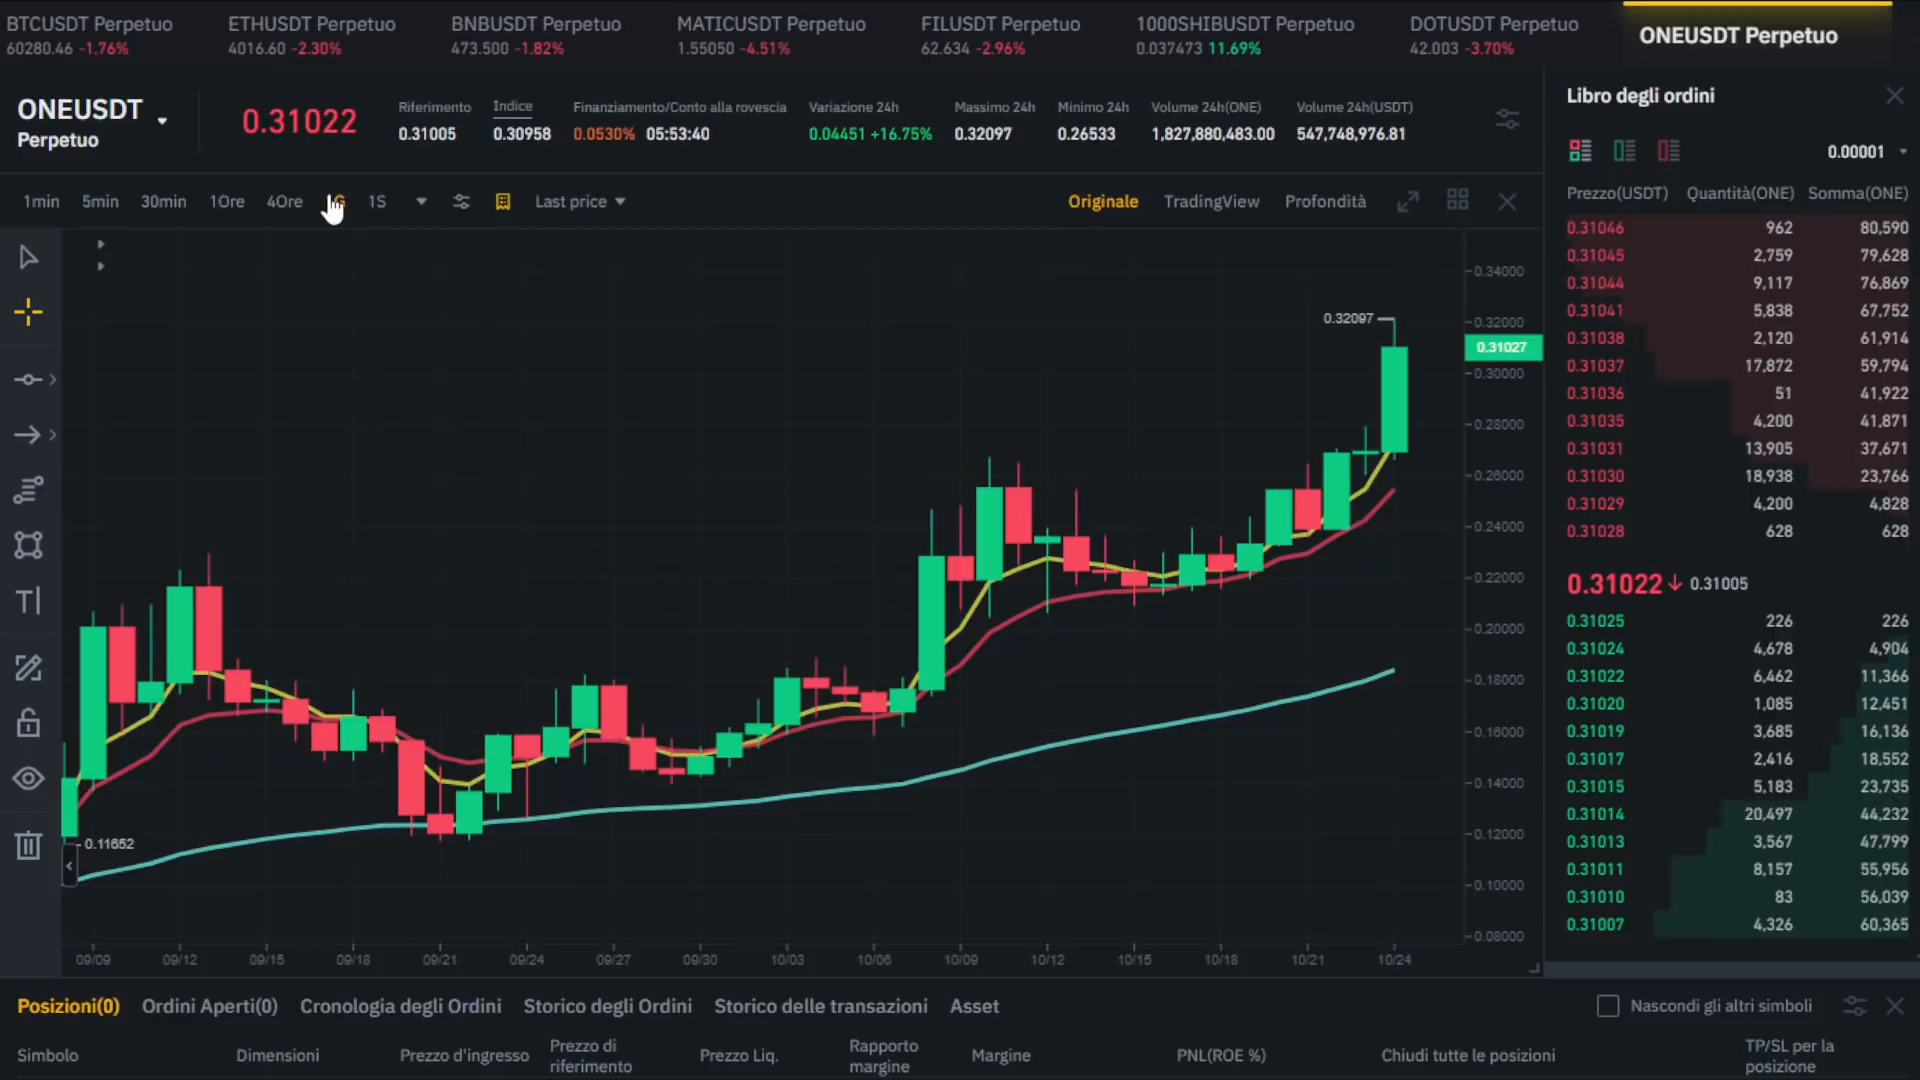 BTCUSDT Perpetuo ETHUSDT Perpetuo BNBUSDT Perpetuo MATICUSDT Perpetuo FILUSDT Perpetuo 1000SHIBUSDT Perpetuo DOTUSDT Perpetuo ONEUSDT Perpetuo
60280.46 -1.76% 4016.60 -2.30% 473.500 -1.82% 1.55050 -4.51% 62.634 -2.96% 0.037473 11.69% 42.003 -3.70%
ONEUSDT
Perpetuo
0.31022
Riferimento Indice Finanziamento/Conto alla rovescia Variazione 24h Massimo 24h Minimo 24h Volume 24h(ONE) Volume 24h(USDT)
0.31005 0.30958 0.0530% 05:53:40 0.04451 +16.75% 0.32097 0.26533 1,827,880,483.00 547,748,976.81
1min 5min 30min 1Ore 4Ore 1S Last price Originale TradingView Profondità
0.32097
0.11652
0.34000
0.32000
0.31027
0.30000
0.28000
0.26000
0.24000
0.22000
0.20000
0.18000
0.16000
0.14000
0.12000
0.10000
0.08000
09/09 09/12 09/15 09/18 09/21 09/24 09/27 09/30 10/03 10/06 10/09 10/12 10/15 10/18 10/21 10/24
Libro degli ordini
0.00001
Prezzo(USDT) Quantità(ONE) Somma(ONE)
0.31046 962 80,590
0.31045 2,759 79,628
0.31044 9,117 76,869
0.31041 5,838 67,752
0.31038 2,120 61,914
0.31037 17,872 59,794
0.31036 51 41,922
0.31035 4,200 41,871
0.31031 13,905 37,671
0.31030 18,938 23,766
0.31029 4,200 4,828
0.31028 628 628
0.31022↓ 0.31005
0.31025 226 226
0.31024 4,678 4,904
0.31022 6,462 11,366
0.31020 1,085 12,451
0.31019 3,685 16,136
0.31017 2,416 18,552
0.31015 5,183 23,735
0.31014 20,497 44,232
0.31013 3,567 47,799
0.31011 8,157 55,956
0.31010 83 56,039
0.31007 4,326 60,365
Posizioni(0) Ordini Aperti(0) Cronologia degli Ordini Storico degli Ordini Storico delle transazioni Asset Nascondi gli altri simboli
Simbolo Dimensioni Prezzo d'ingresso Prezzo di riferimento Prezzo Liq. Rapporto margine Margine PNL(ROE %) Chiudi tutte le posizioni TP/SL per la posizione